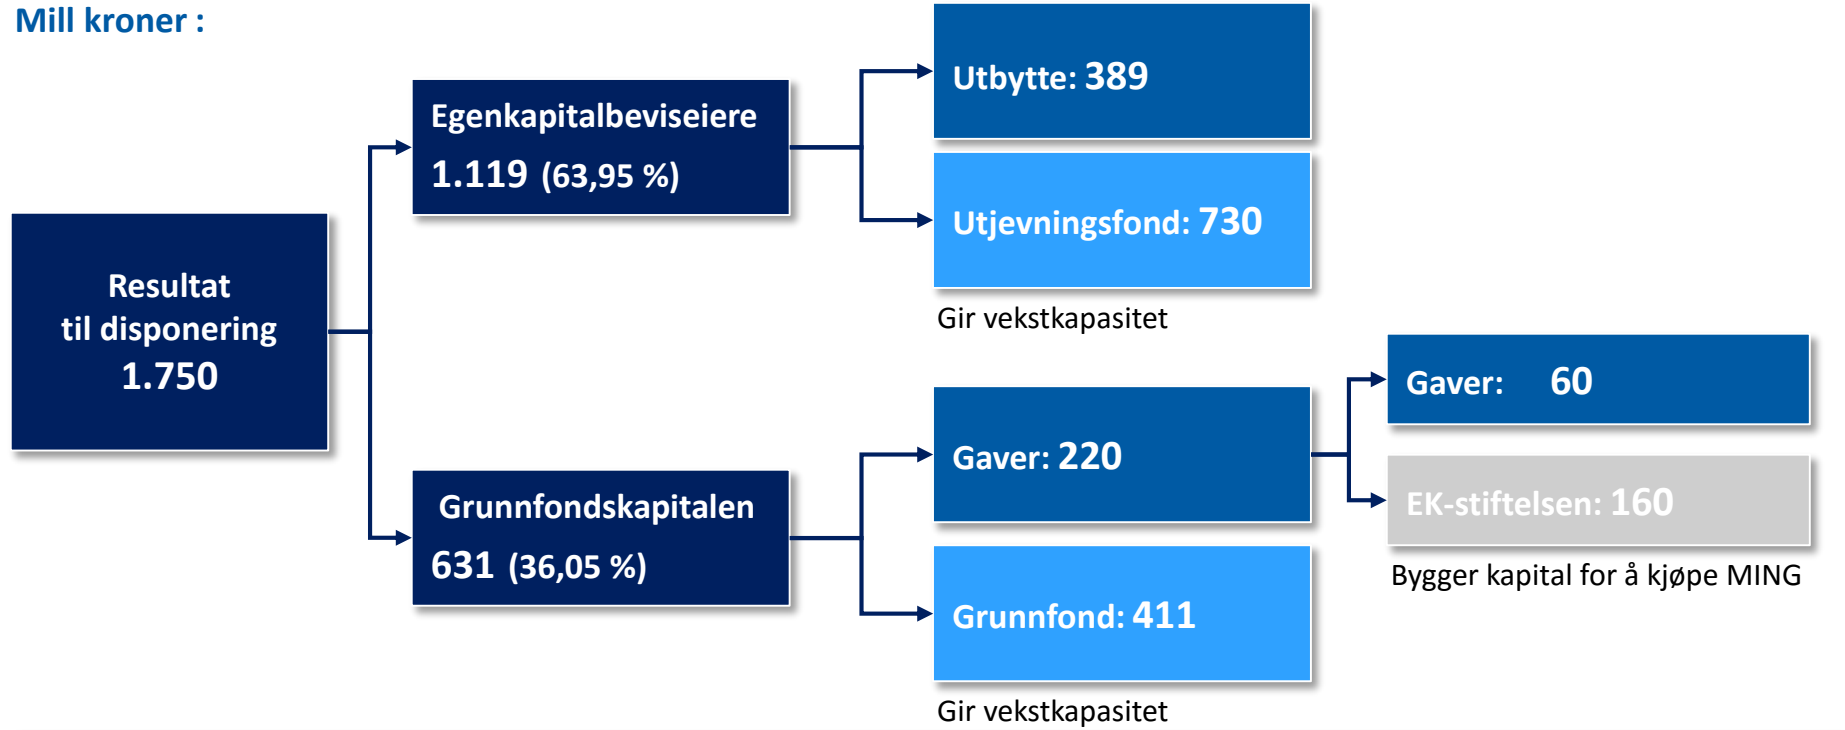 Mill kroner :
Resultat
til disponering
1.750
Egenkapitalbeviseiere
1.119 (63,95 %)
Utbytte: 389
Utjevningsfond: 730
Gir vekstkapasitet
Grunnfondskapitalen
631 (36,05 %)
Gaver: 220
Grunnfond: 411
Gir vekstkapasitet
Gaver: 60
EK-stiftelsen: 160
Bygger kapital for å kjøpe MING